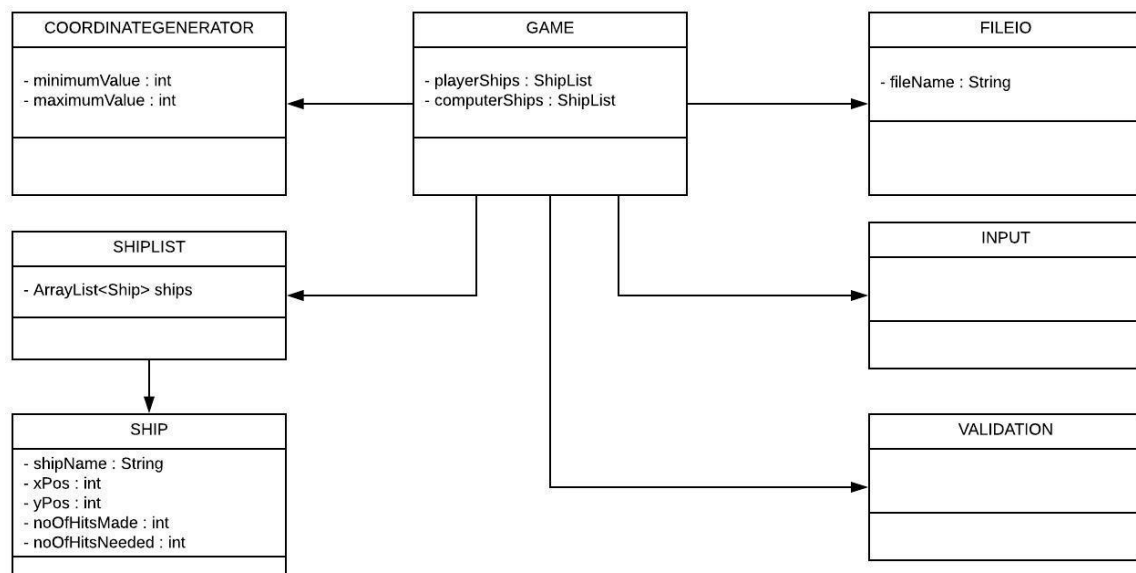 COORDINATEGENERATOR
- minimumValue : int
- maximumValue : int
GAME
- playerShips : ShipList
- computerShips : ShipList
FILEIO
- fileName : String
SHIPLIST
- ArrayList<Ship> ships
INPUT
SHIP
- shipName : String
- xPos : int
- yPos : int
- noOfHitsMade : int
- noOfHitsNeeded : int
VALIDATION